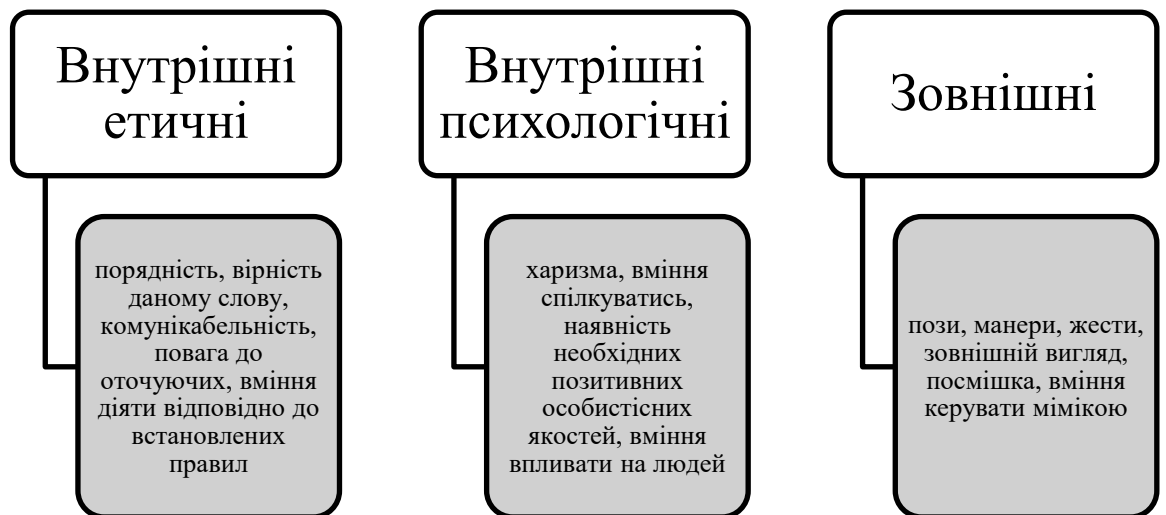 Внутрішні
етичні
порядність, вірність
даному слову,
комунікабельність,
повага до
оточуючих, вміння
діяти відповідно до
встановлених
правил
Внутрішні
психологічні
харизма, вміння
спілкуватись,
наявність
необхідних
позитивних
особистісних
якостей, вміння
впливати на людей
Зовнішні
пози, манери, жести,
зовнішній вигляд,
посмішка, вміння
керувати мімікою